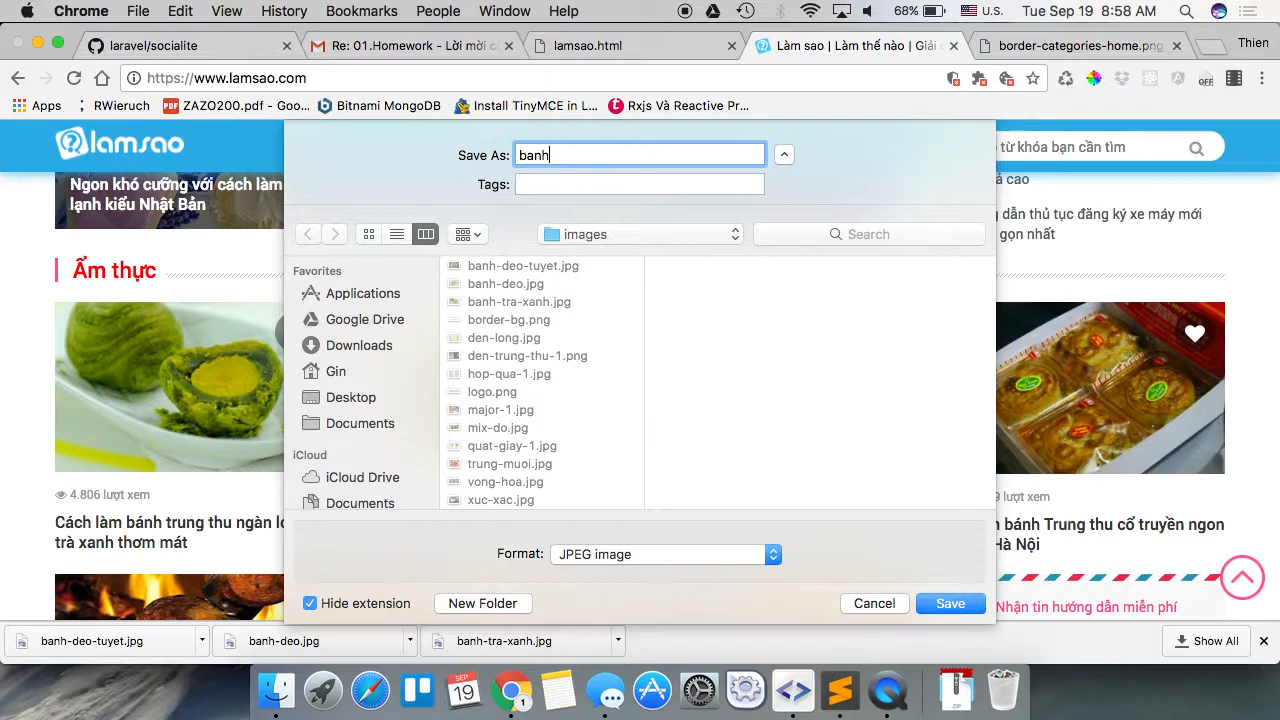 Chrome File Edit View History Bookmarks People Window Help 68% U.S. Tue Sep 19 8:58 AM
laravel/socialite
Re: 01.Homework - Lời mời cộ
lamsao.html
Làm sao | Làm thế nào | Giải s
border-categories-home.png
Thien
https://www.lamsao.com
OFF
Apps
RWieruch
ZAZO200.pdf - Goo...
Bitnami MongoDB
Install TinyMCE in L...
Rxjs Và Reactive Pr...
lamsao
từ khóa bạn cần tìm
Save As: banh
Tags:
images
Search
Ngon khó cưỡng với cách làm
lạnh kiểu Nhật Bản
ả cao
g dẫn thủ tục đăng ký xe máy mới
gọn nhất
Ẩm thực
Favorites
Applications
Google Drive
Downloads
Gin
Desktop
Documents
iCloud
iCloud Drive
Documents
banh-deo-tuyet.jpg
banh-deo.jpg
banh-tra-xanh.jpg
border-bg.png
den-long.jpg
den-trung-thu-1.png
hop-qua-1.jpg
logo.png
major-1.jpg
mix-do.jpg
quat-giay-1.jpg
trung-muoi.jpg
vong-hoa.jpg
xuc-xac.jpg
4.806 lượt xem
Cách làm bánh trung thu ngàn lớ
trà xanh thơm mát
9 lượt xem
n bánh Trung thu cổ truyền ngon
Hà Nội
Nhận tin hướng dẫn miễn phí
Format: JPEG image
Hide extension
New Folder
Cancel
Save
banh-deo-tuyet.jpg
banh-deo.jpg
banh-tra-xanh.jpg
Show All
SEP
19
1
ZIP